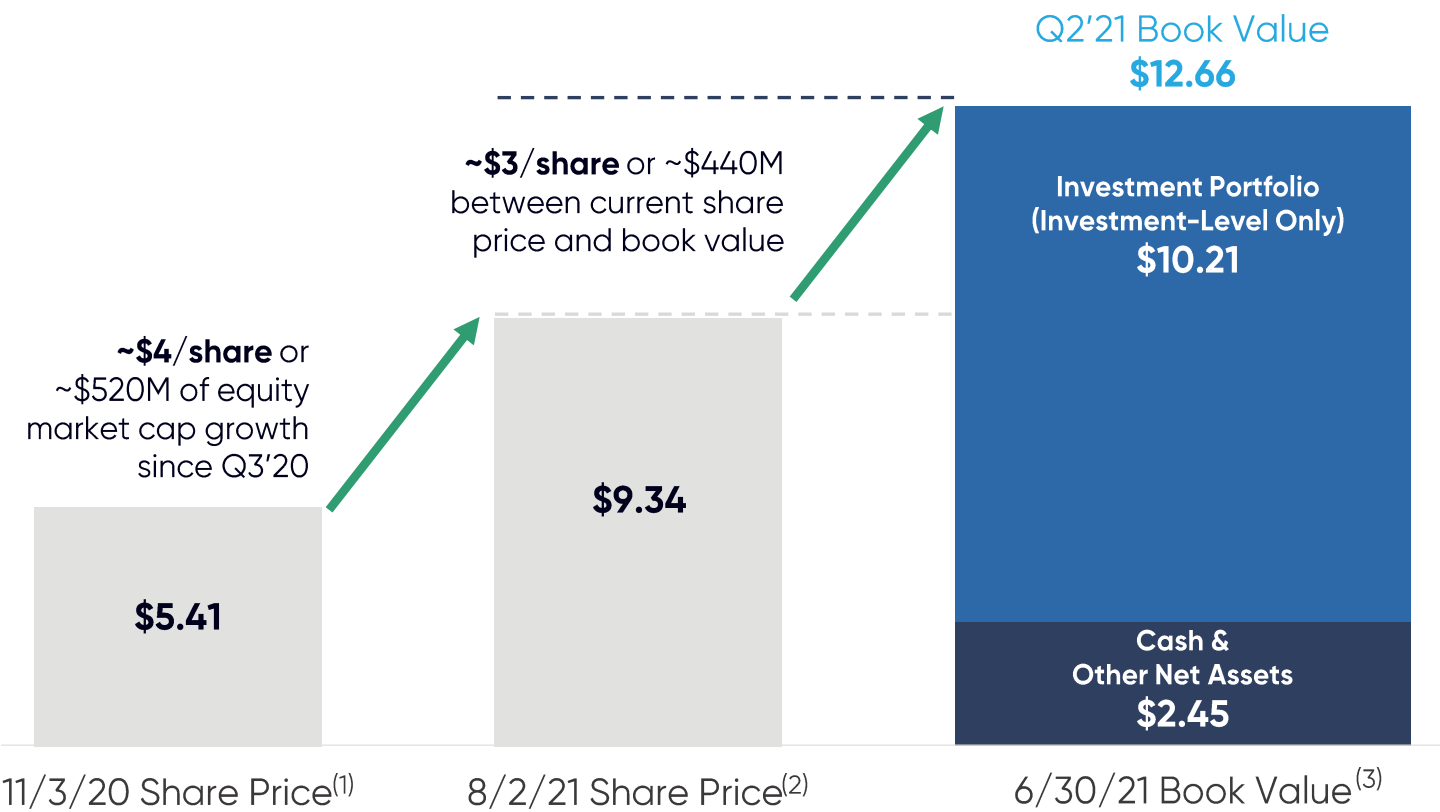 Q2’21 Book Value
$12.66
~$3/share or ~$440M
between current share
price and book value
Investment Portfolio
(Investment-Level Only)
$10.21
~$4/share or
~$520M of equity
market cap growth
since Q3’20
$9.34
$5.41
Cash &
Other Net Assets
$2.45
11/3/20 Share Price(1)
8/2/21 Share Price(2)
6/30/21 Book Value(3)